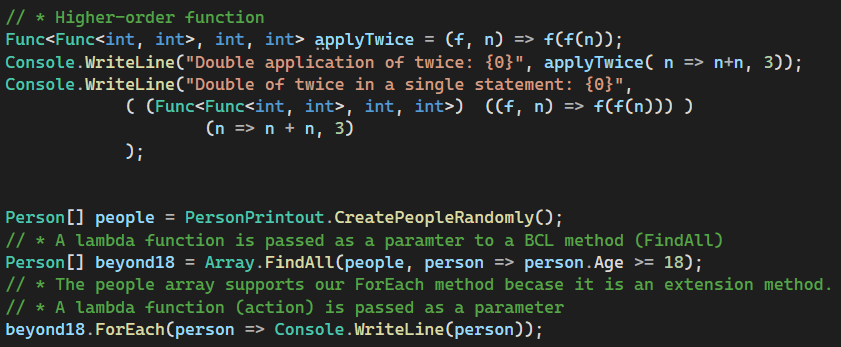 // * Higher-order function
Func<Func<int, int>, int, int> applyTwice = (f, n) => f(f(n));
Console.WriteLine("Double application of twice: {0}", applyTwice( n => n+n, 3));
Console.WriteLine("Double of twice in a single statement: {0}",
( (Func<Func<int, int>, int, int>)  ((f, n) => f(f(n))) )
(n => n + n, 3)
);
Person[] people = PersonPrintout.CreatePeopleRandomly();
// * A lambda function is passed as a paramter to a BCL method (FindAll)
Person[] beyond18 = Array.FindAll(people, person => person.Age >= 18);
// * The people array supports our ForEach method becase it is an extension method.
// * A lambda function (action) is passed as a parameter
beyond18.ForEach(person => Console.WriteLine(person));